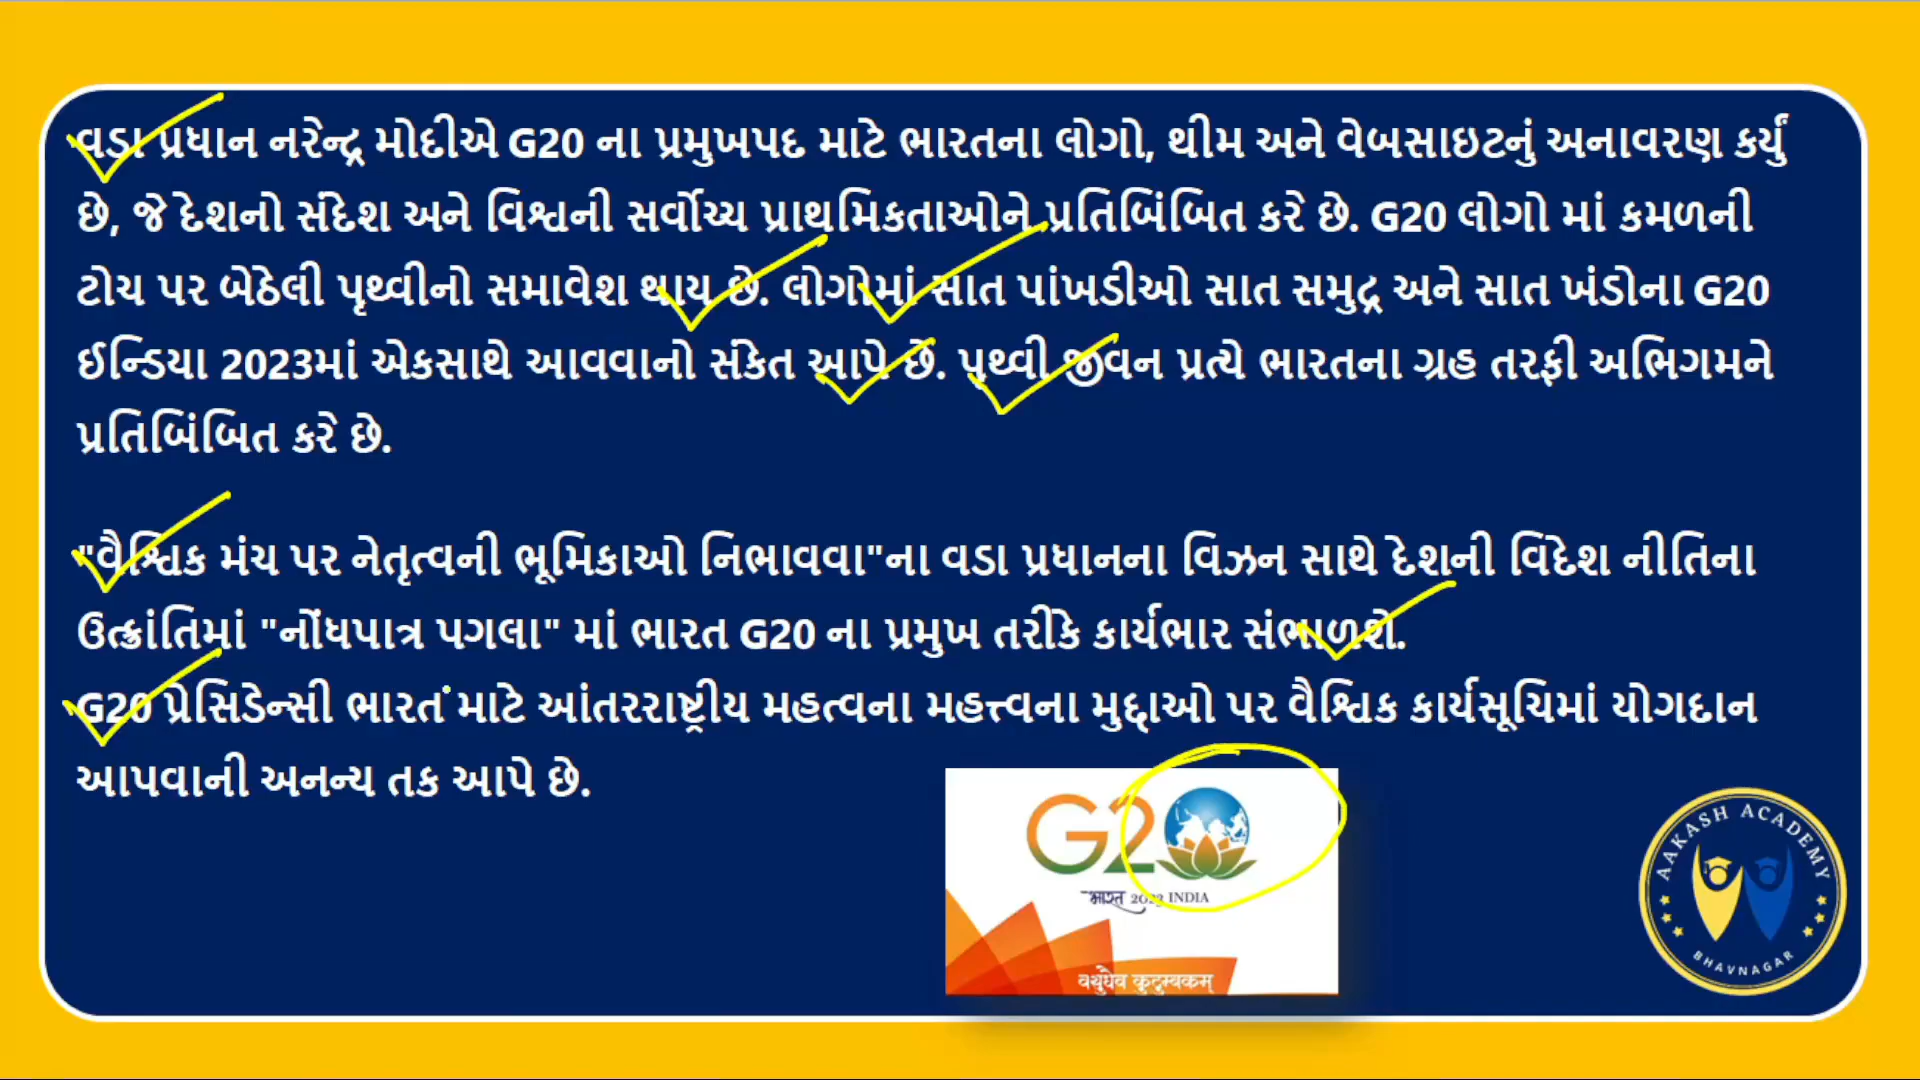 વડા પ્રધાન નરેન્દ્ર મોદીએ G20 ના પ્રમુખપદ માટે ભારતના લોગો, થીમ અને વેબસાઇટનું અનાવરણ કર્યું
છે, જે દેશનો સંદેશ અને વિશ્વની સર્વોચ્ચ પ્રાથમિકતાઓને પ્રતિબિંબિત કરે છે. G20 લોગો માં કમળની
ટોચ પર બેઠેલી પૃથ્વીનો સમાવેશ થાય છે. લોગોમાં સાત પાંખડીઓ સાત સમુદ્ર અને સાત ખંડોના G20
ઈન્ડિયા 2023માં એકસાથે આવવાનો સંકેત આપે છે. પૃથ્વી જીવન પ્રત્યે ભારતના ગ્રહ તરફી અભિગમને
પ્રતિબિંબિત કરે છે.
"વૈશ્વિક મંચ પર નેતૃત્વની ભૂમિકાઓ નિભાવવા"ના વડા પ્રધાનના વિઝન સાથે દેશની વિદેશ નીતિના
ઉત્ક્રાંતિમાં "નોંધપાત્ર પગલા" માં ભારત G20 ના પ્રમુખ તરીકે કાર્યભાર સંભાળશે.
G20 પ્રેસિડેન્સી ભારત માટે આંતરરાષ્ટ્રીય મહત્વના મહત્ત્વના મુદ્દાઓ પર વૈશ્વિક કાર્યસૂચિમાં યોગદાન
આપવાની અનન્ય તક આપે છે.
G20
भारत 2023 INDIA
वसुधैव कुटुम्बकम्
AAKASH ACADEMY
BHAVNAGAR